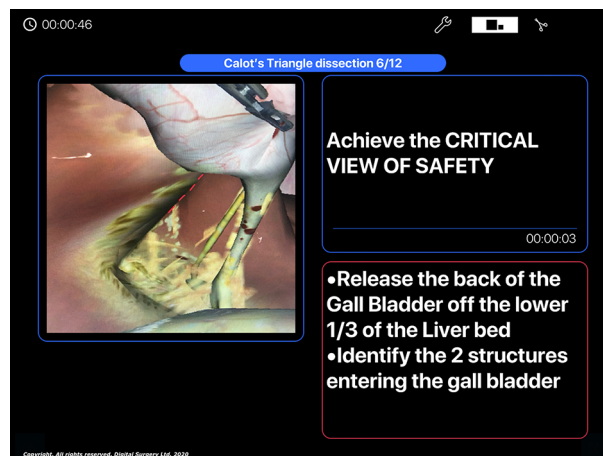 00:00:46
Calot's Triangle dissection 6/12
Achieve the CRITICAL
VIEW OF SAFETY
00:00:03
•Release the back of the
Gall Bladder off the lower
1/3 of the Liver bed
•Identify the 2 structures
entering the gall bladder
Copyright. All rights reserved. Digital Surgery Ltd. 2020